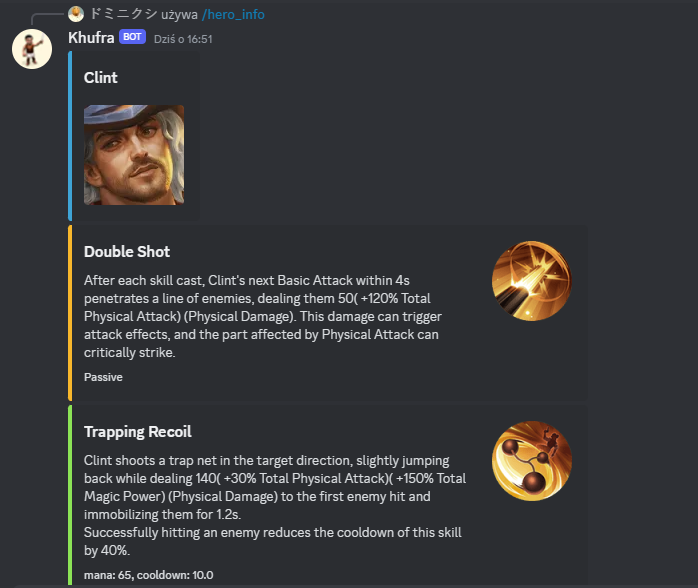 ドミニクシ używa /hero_info
Khufra BOT Dziś o 16:51
Clint
Double Shot
After each skill cast, Clint's next Basic Attack within 4s
penetrates a line of enemies, dealing them 50( +120% Total
Physical Attack) (Physical Damage). This damage can trigger
attack effects, and the part affected by Physical Attack can
critically strike.
Passive
Trapping Recoil
Clint shoots a trap net in the target direction, slightly jumping
back while dealing 140( +30% Total Physical Attack)( +150% Total
Magic Power) (Physical Damage) to the first enemy hit and
immobilizing them for 1.2s.
Successfully hitting an enemy reduces the cooldown of this skill
by 40%.
mana: 65, cooldown: 10.0